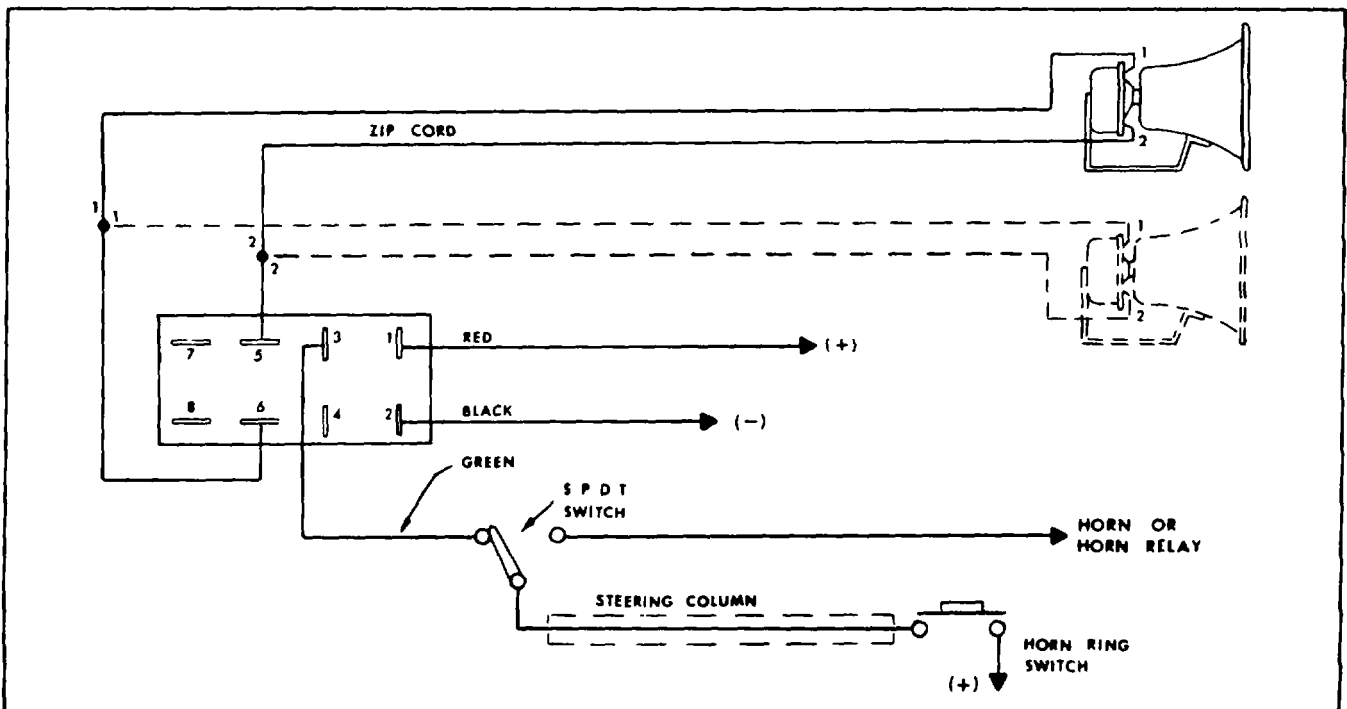 1
ZIP CORD
2
1 1
1
2
2
2
7 5 3 1 RED (+)
8 6 4 2 BLACK (-)
GREEN
SPDT
SWITCH
HORN OR
HORN RELAY
STEERING COLUMN
HORN RING
SWITCH
(+)